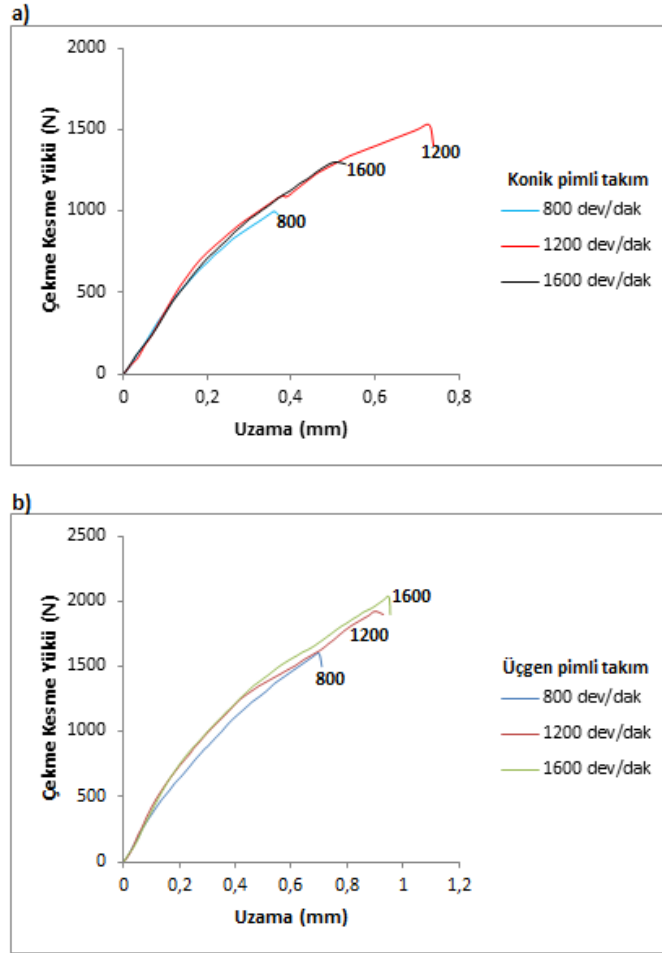 a)
Çekme Kesme Yükü (N)
2000
1500
1000
500
0
0
0,2
0,4
0,6
0,8
Uzama (mm)
800
1600
1200
Konik pimli takım
800 dev/dak
1200 dev/dak
1600 dev/dak
b)
Çekme Kesme Yükü (N)
2500
2000
1500
1000
500
0
0
0,2
0,4
0,6
0,8
1
1,2
Uzama (mm)
1600
1200
800
Üçgen pimli takım
800 dev/dak
1200 dev/dak
1600 dev/dak